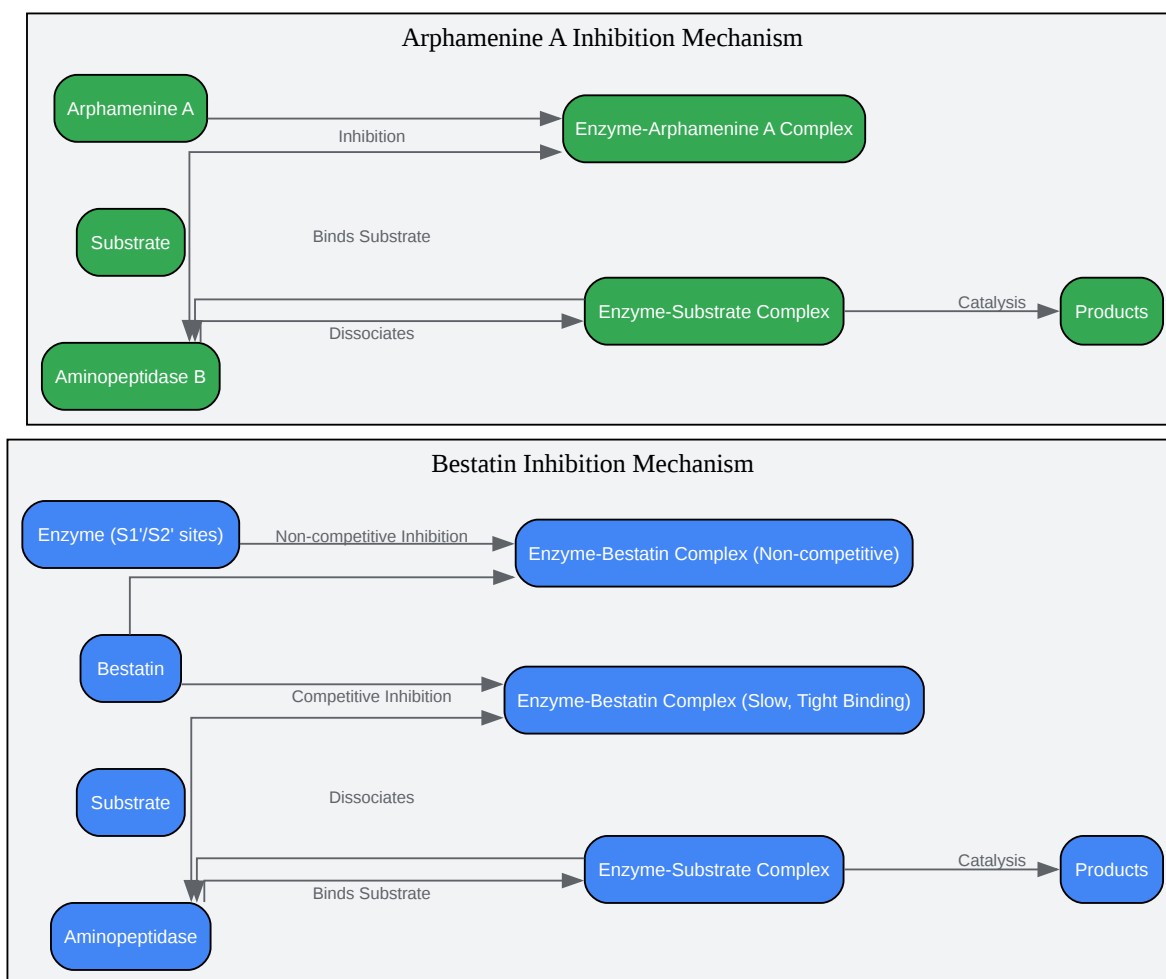 Arphamenine A Inhibition Mechanism
Arphamenine A
Enzyme-Arphamenine A Complex
Inhibition
Substrate
Binds Substrate
Enzyme-Substrate Complex
Catalysis
Products
Dissociates
Aminopeptidase B
Bestatin Inhibition Mechanism
Enzyme (S1'/S2' sites)
Non-competitive Inhibition
Enzyme-Bestatin Complex (Non-competitive)
Bestatin
Competitive Inhibition
Enzyme-Bestatin Complex (Slow, Tight Binding)
Substrate
Dissociates
Enzyme-Substrate Complex
Catalysis
Products
Binds Substrate
Aminopeptidase